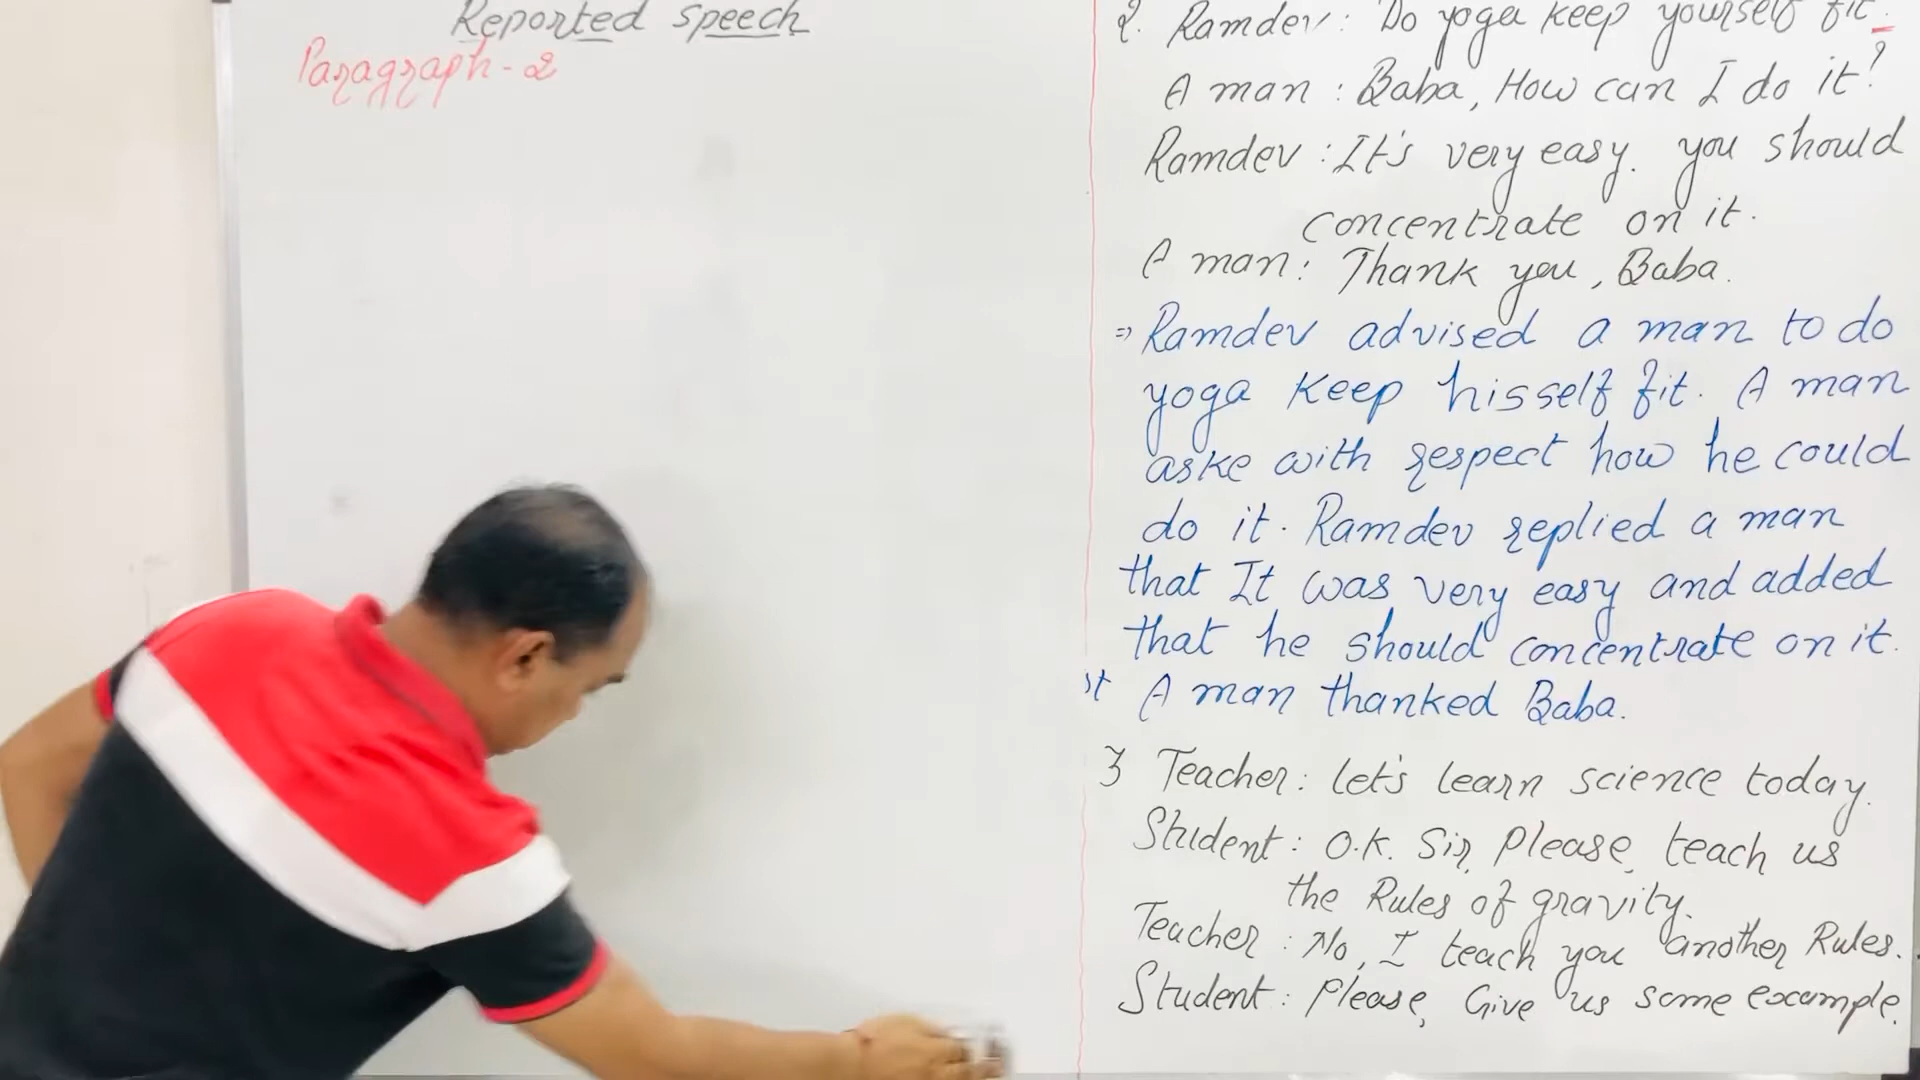 Reported speech
Paragraph-2
2. Ramdev: Do yoga keep yourself fit.
A man: Baba, How can I do it?
Ramdev: It's very easy. you should
concentrate on it.
A man: Thank you, Baba.
⇒ Ramdev advised a man to do
yoga keep hisself fit. A man
aske with respect how he could
do it. Ramdev replied a man
that It was very easy and added
that he should concentrate on it.
A man thanked Baba.
3 Teacher: Let's learn science today.
Student: O.K. Sir, Please, teach us
the Rules of gravity.
Teacher: No, I teach you another Rules.
Student: Please, Give us some example.